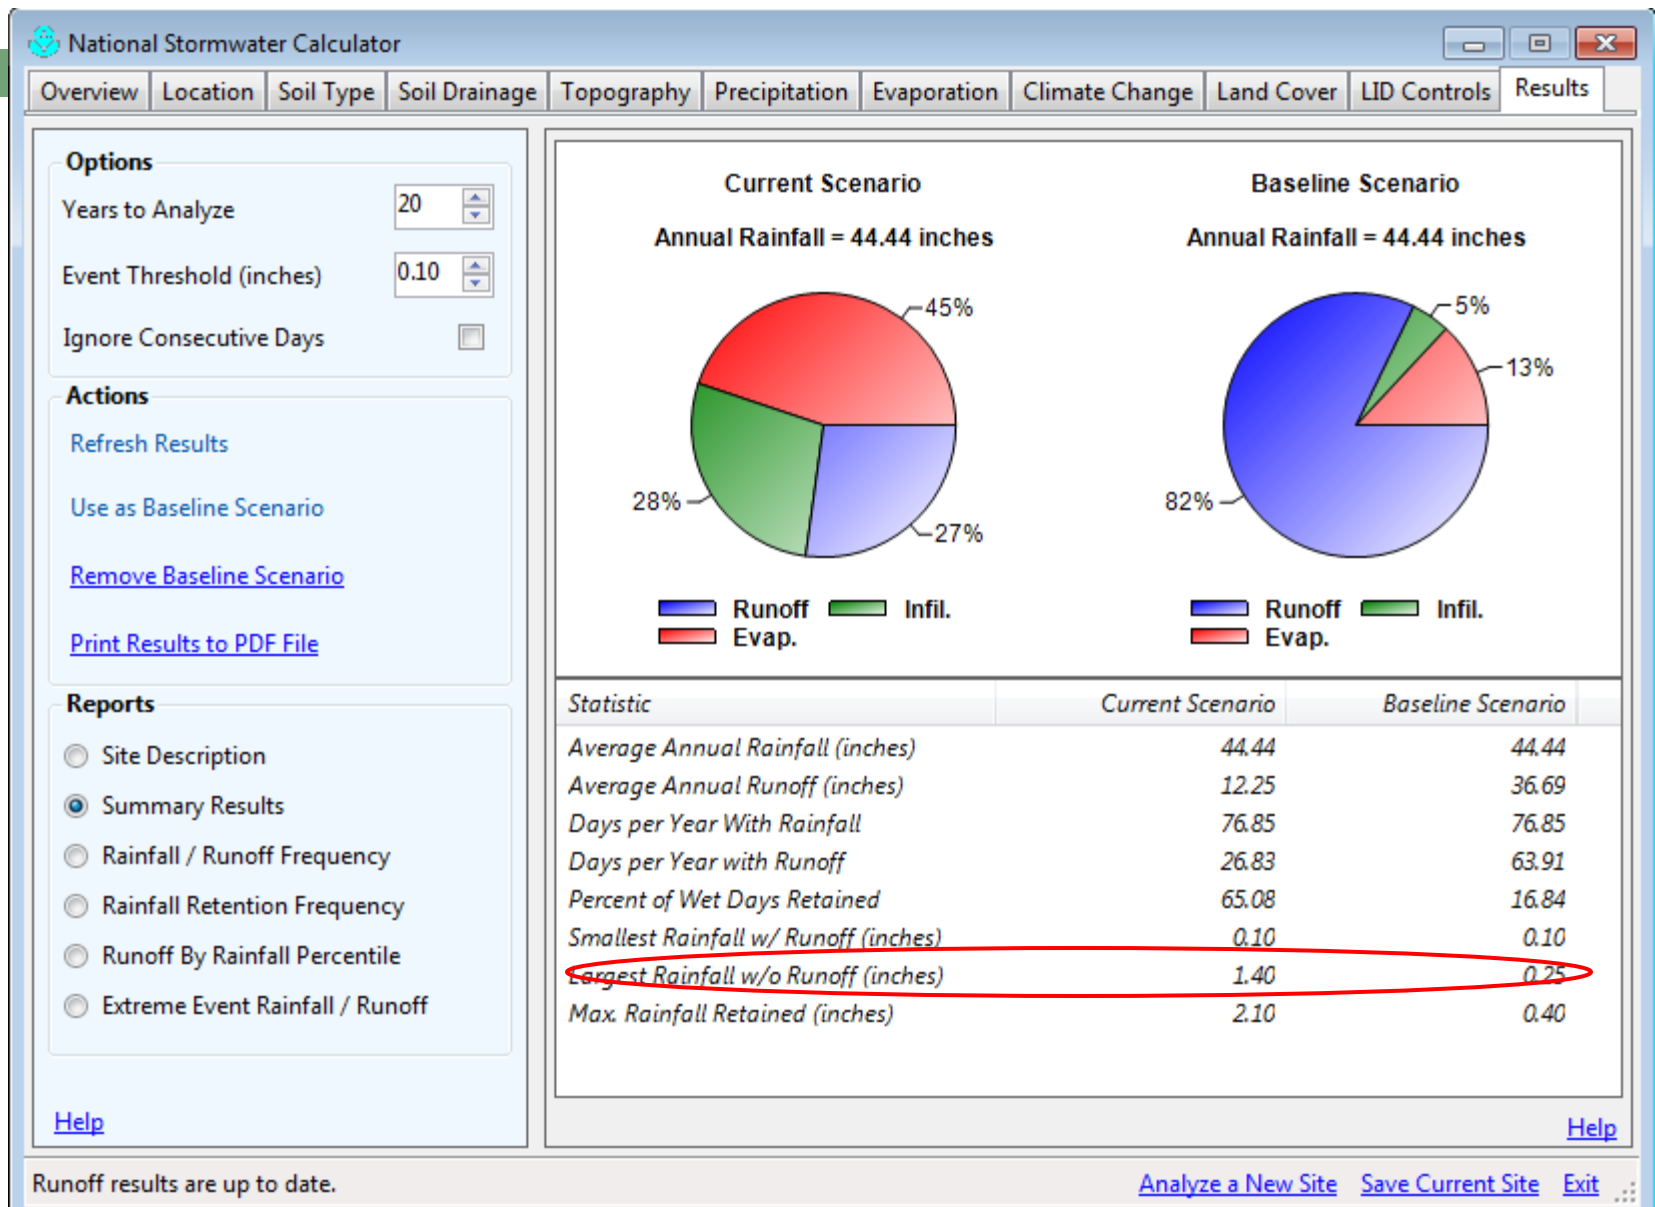 National Stormwater Calculator
Overview Location Soil Type Soil Drainage Topography Precipitation Evaporation Climate Change Land Cover LID Controls Results
Options
Years to Analyze 20
Event Threshold (inches) 0.10
Ignore Consecutive Days
Actions
Refresh Results
Use as Baseline Scenario
Remove Baseline Scenario
Print Results to PDF File
Reports
Site Description
Summary Results
Rainfall / Runoff Frequency
Rainfall Retention Frequency
Runoff By Rainfall Percentile
Extreme Event Rainfall / Runoff
Help
Current Scenario
Annual Rainfall = 44.44 inches
45%
28%
27%
Runoff Infil.
Evap.
Baseline Scenario
Annual Rainfall = 44.44 inches
5%
13%
82%
Runoff Infil.
Evap.
Statistic Current Scenario Baseline Scenario
Average Annual Rainfall (inches) 44.44 44.44
Average Annual Runoff (inches) 12.25 36.69
Days per Year With Rainfall 76.85 76.85
Days per Year with Runoff 26.83 63.91
Percent of Wet Days Retained 65.08 16.84
Smallest Rainfall w/ Runoff (inches) 0.10 0.10
Largest Rainfall w/o Runoff (inches) 1.40 0.25
Max. Rainfall Retained (inches) 2.10 0.40
Help
Runoff results are up to date. Analyze a New Site Save Current Site Exit